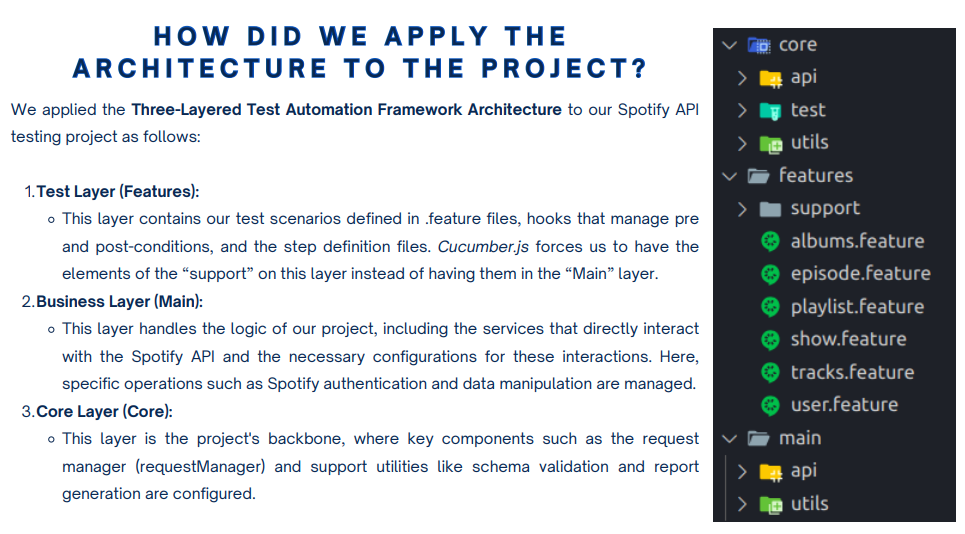 HOW DID WE APPLY THE
ARCHITECTURE TO THE PROJECT?
We applied the Three-Layered Test Automation Framework Architecture to our Spotify API
testing project as follows:
1. Test Layer (Features):
This layer contains our test scenarios defined in .feature files, hooks that manage pre
and post-conditions, and the step definition files. Cucumber.js forces us to have the
elements of the “support” on this layer instead of having them in the “Main” layer.
2. Business Layer (Main):
This layer handles the logic of our project, including the services that directly interact
with the Spotify API and the necessary configurations for these interactions. Here,
specific operations such as Spotify authentication and data manipulation are managed.
3. Core Layer (Core):
This layer is the project's backbone, where key components such as the request
manager (requestManager) and support utilities like schema validation and report
generation are configured.
core
api
test
utils
features
support
albums.feature
episode.feature
playlist.feature
show.feature
tracks.feature
user.feature
main
api
utils